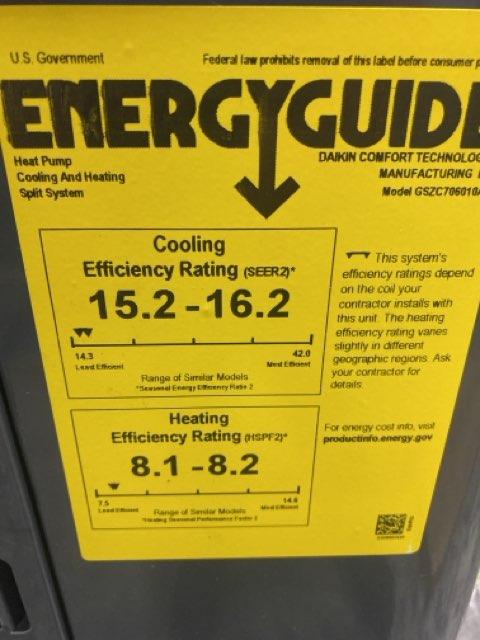 U.S. Government
Federal law prohibits removal of this label before consumer p
ENERGYGUIDE
Heat Pump
Cooling And Heating
Split System
DAIKIN COMFORT TECHNOLOG
MANUFACTURING
Model GSZC706010
Cooling
Efficiency Rating (SEER2)*
15.2 - 16.2
14.3
42.0
Least Efficient
Most Efficient
Range of Similar Models
*Seasonal Energy Efficiency Ratio 2
This system's
efficiency ratings depend
on the coil your
contractor installs with
this unit. The heating
efficiency rating varies
slightly in different
geographic regions. Ask
your contractor for
details.
Heating
Efficiency Rating (HSPF2)*
8.1 - 8.2
7.5
14.6
Least Efficient
Most Efficient
Range of Similar Models
*Heating Seasonal Performance Factor 2
For energy cost info, visit
productinfo.energy.gov